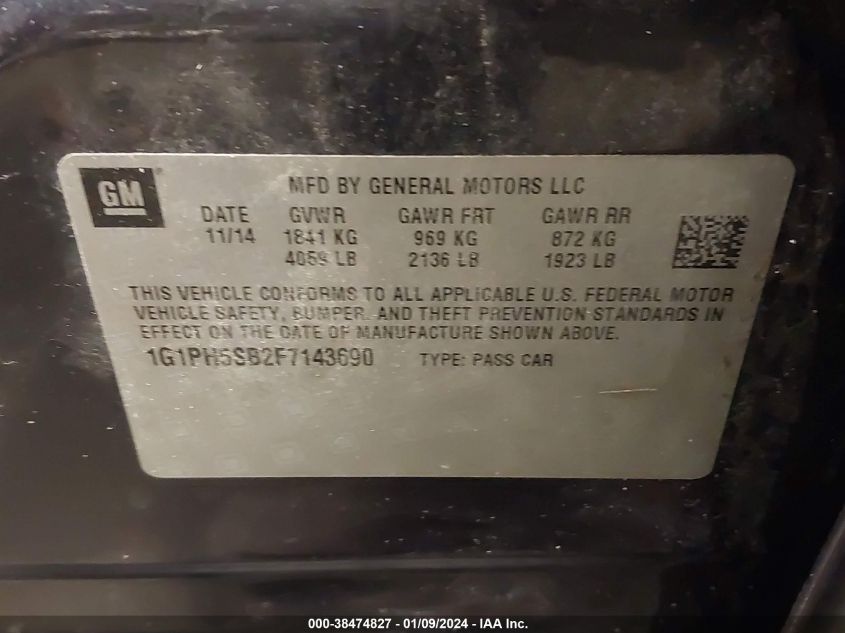 GM
MFD BY GENERAL MOTORS LLC
DATE GVWR GAWR FRT GAWR RR
11/14 1841 KG 969 KG 872 KG
4059 LB 2136 LB 1923 LB
THIS VEHICLE CONFORMS TO ALL APPLICABLE U.S. FEDERAL MOTOR
VEHICLE SAFETY, BUMPER, AND THEFT PREVENTION STANDARDS IN
EFFECT ON THE DATE OF MANUFACTURE SHOWN ABOVE.
1G1PH5SB2F7143690 TYPE: PASS CAR
000-38474827 - 01/09/2024 - IAA Inc.